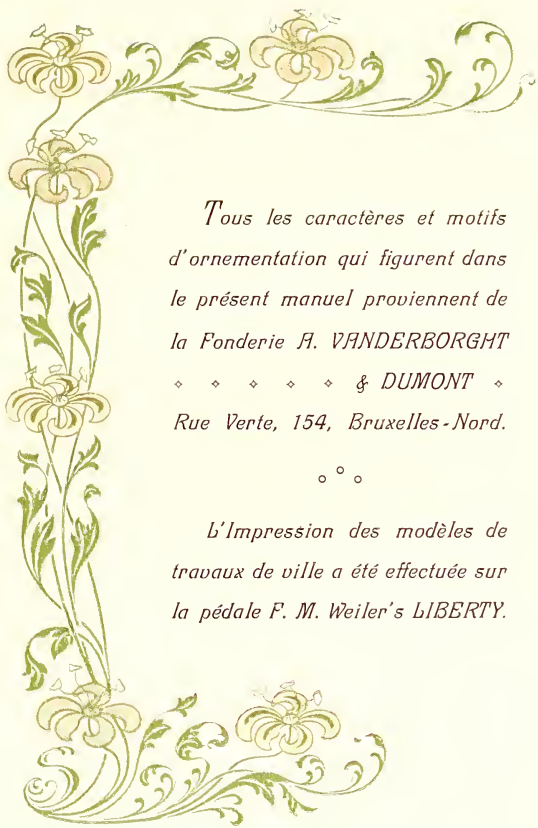 Tous les caractères et motifs
d'ornementation qui figurent dans
le présent manuel proviennent de
la Fonderie A. VANDERBORGHT
& DUMONT
Rue Verte, 154, Bruxelles-Nord.
L'Impression des modèles de
travaux de ville a été effectuée sur
la pédale F. M. Weiler's LIBERTY.